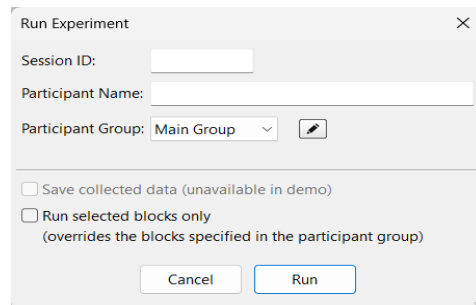 Run Experiment
Session ID:
Participant Name:
Participant Group: Main Group
Save collected data (unavailable in demo)
Run selected blocks only
(overrides the blocks specified in the participant group)
Cancel Run